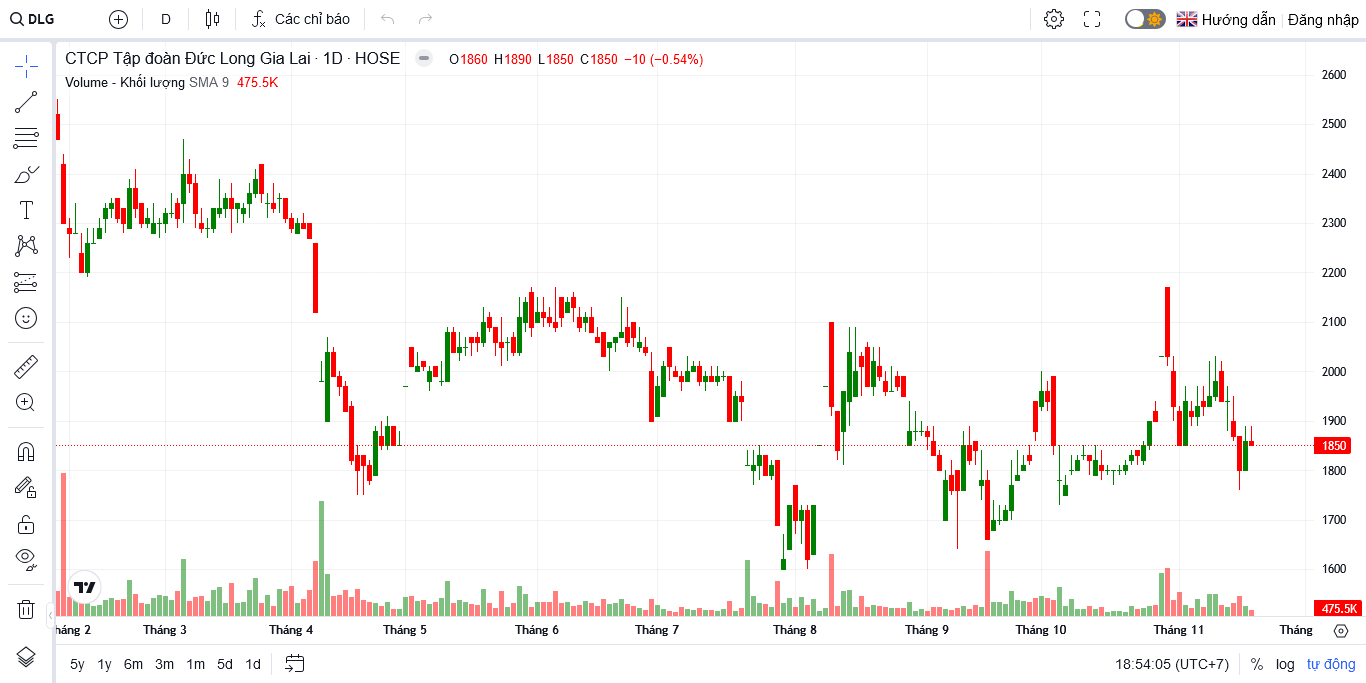 DLG D Các chỉ báo Hướng dẫn Đăng nhập
CTCP Tập đoàn Đức Long Gia Lai · 1D · HOSE O1860 H1890 L1850 C1850 −10 (−0.54%)
Volume - Khối lượng SMA 9 475.5K
2600
2500
2400
2300
2200
2100
2000
1900
1850
1800
1700
1600
475.5K
háng 2 Tháng 3 Tháng 4 Tháng 5 Tháng 6 Tháng 7 Tháng 8 Tháng 9 Tháng 10 Tháng 11 Tháng
5y 1y 6m 3m 1m 5d 1d 18:54:05 (UTC+7) % log tự động